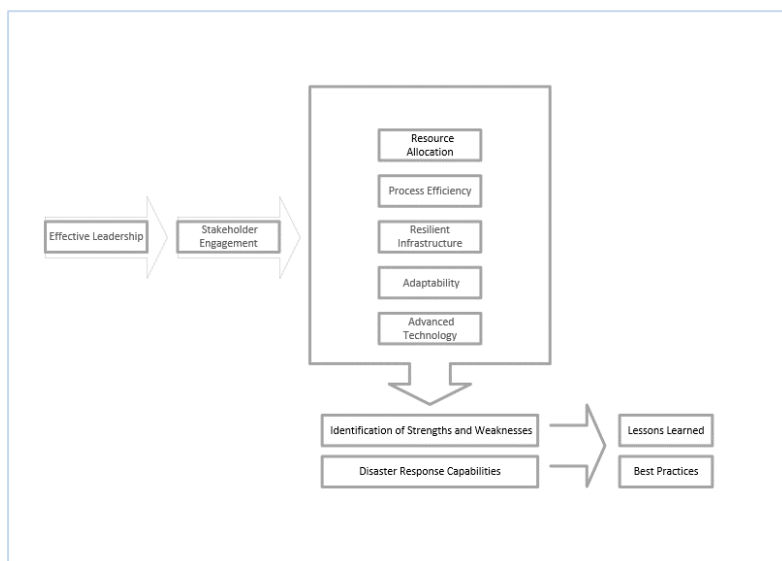 Resource
Allocation
Process Efficiency
Effective Leadership
Stakeholder
Engagement
Resilient
Infrastructure
Adaptability
Advanced
Technology
Identification of Strengths and Weaknesses
Lessons Learned
Disaster Response Capabilities
Best Practices